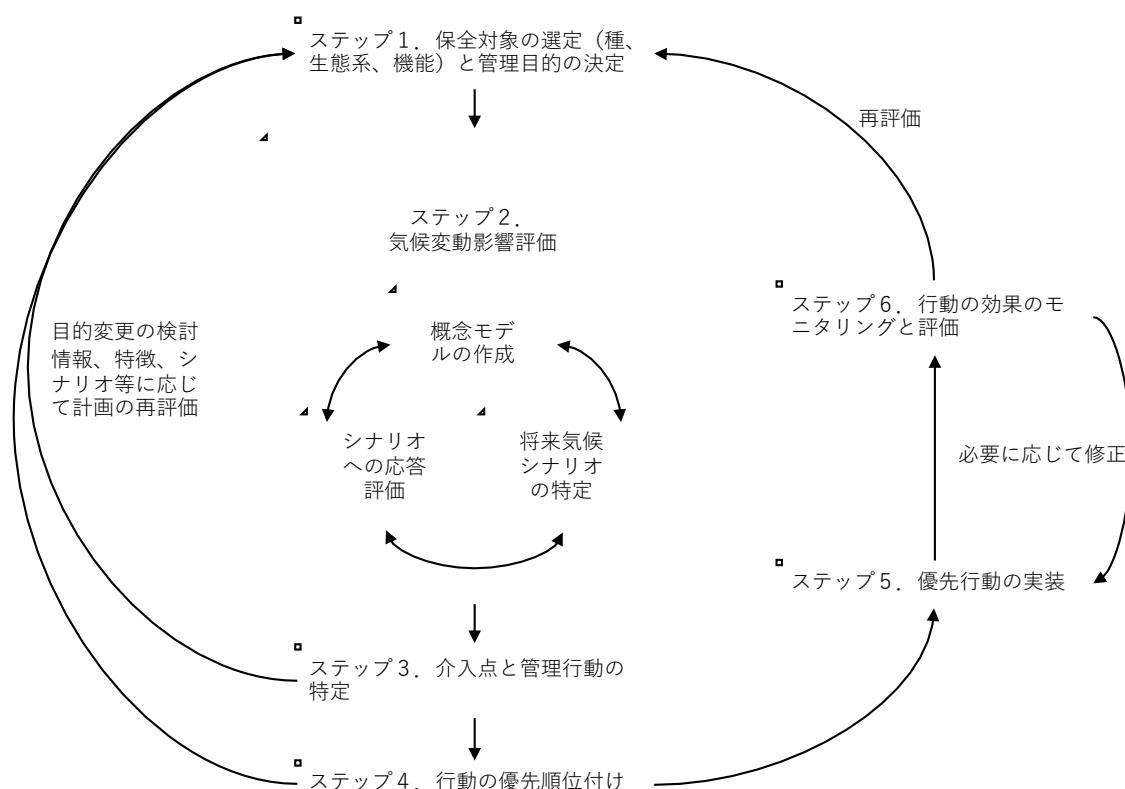 ステップ１．保全対象の選定（種、
生態系、機能）と管理目的の決定
再評価
ステップ２．
気候変動影響評価
ステップ６．行動の効果のモ
ニタリングと評価
目的変更の検討
情報、特徴、シ
ナリオ等に応じ
て計画の再評価
概念モデ
ルの作成
シナリオ
への応答
評価
将来気候
シナリオ
の特定
必要に応じて修正
ステップ５．優先行動の実装
ステップ３．介入点と管理行動の
特定
ステップ４．行動の優先順位付け